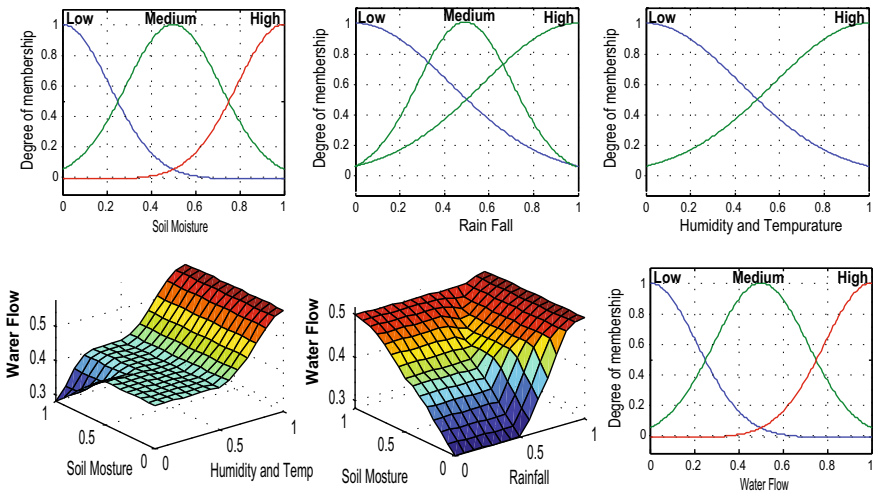 Low Medium High
Degree of membership
1
0.8
0.6
0.4
0.2
0
0 0.2 0.4 0.6 0.8 1
Soil Moisture
Low Medium High
Degree of membership
1
0.8
0.6
0.4
0.2
0
0 0.2 0.4 0.6 0.8 1
Rain Fall
Low High
Degree of membership
1
0.8
0.6
0.4
0.2
0
0 0.2 0.4 0.6 0.8 1
Humidity and Tempurature
Warer Flow
0.5
0.4
0.3
1
0.5
0
0
0.5
1
Soil Mosture
Humidity and Temp
Water Flow
0.5
0.4
0.3
1
0.5
0
0
0.5
1
Soil Mosture
Rainfall
Low Medium High
Degree of membership
1
0.8
0.6
0.4
0.2
0
0 0.2 0.4 0.6 0.8 1
Water Flow